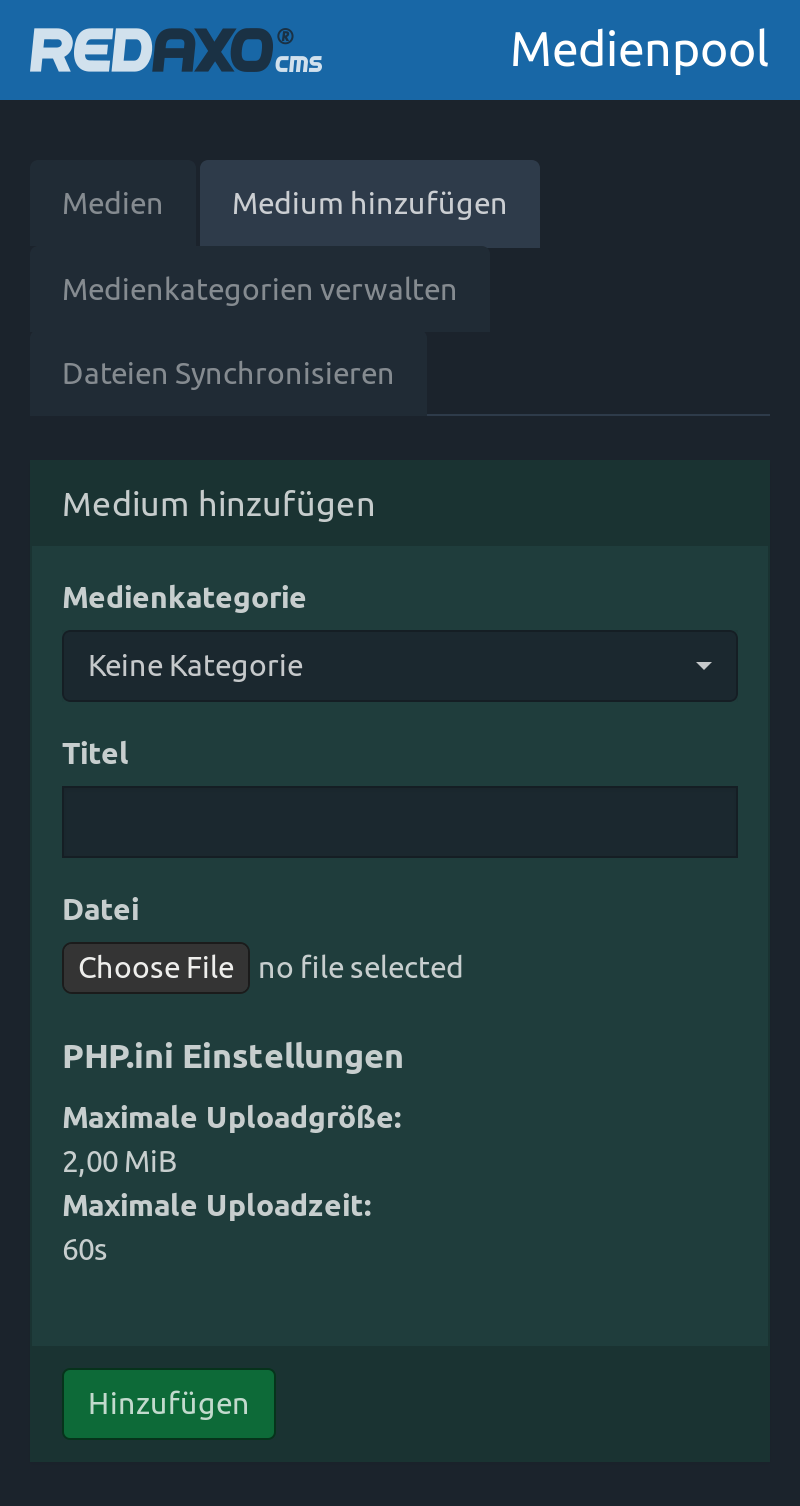 REDAXO® cms
Medienpool
Medien
Medium hinzufügen
Medienkategorien verwalten
Dateien Synchronisieren
Medium hinzufügen
Medienkategorie
Keine Kategorie
Titel
Datei
Choose File no file selected
PHP.ini Einstellungen
Maximale Uploadgröße:
2,00 MiB
Maximale Uploadzeit:
60s
Hinzufügen